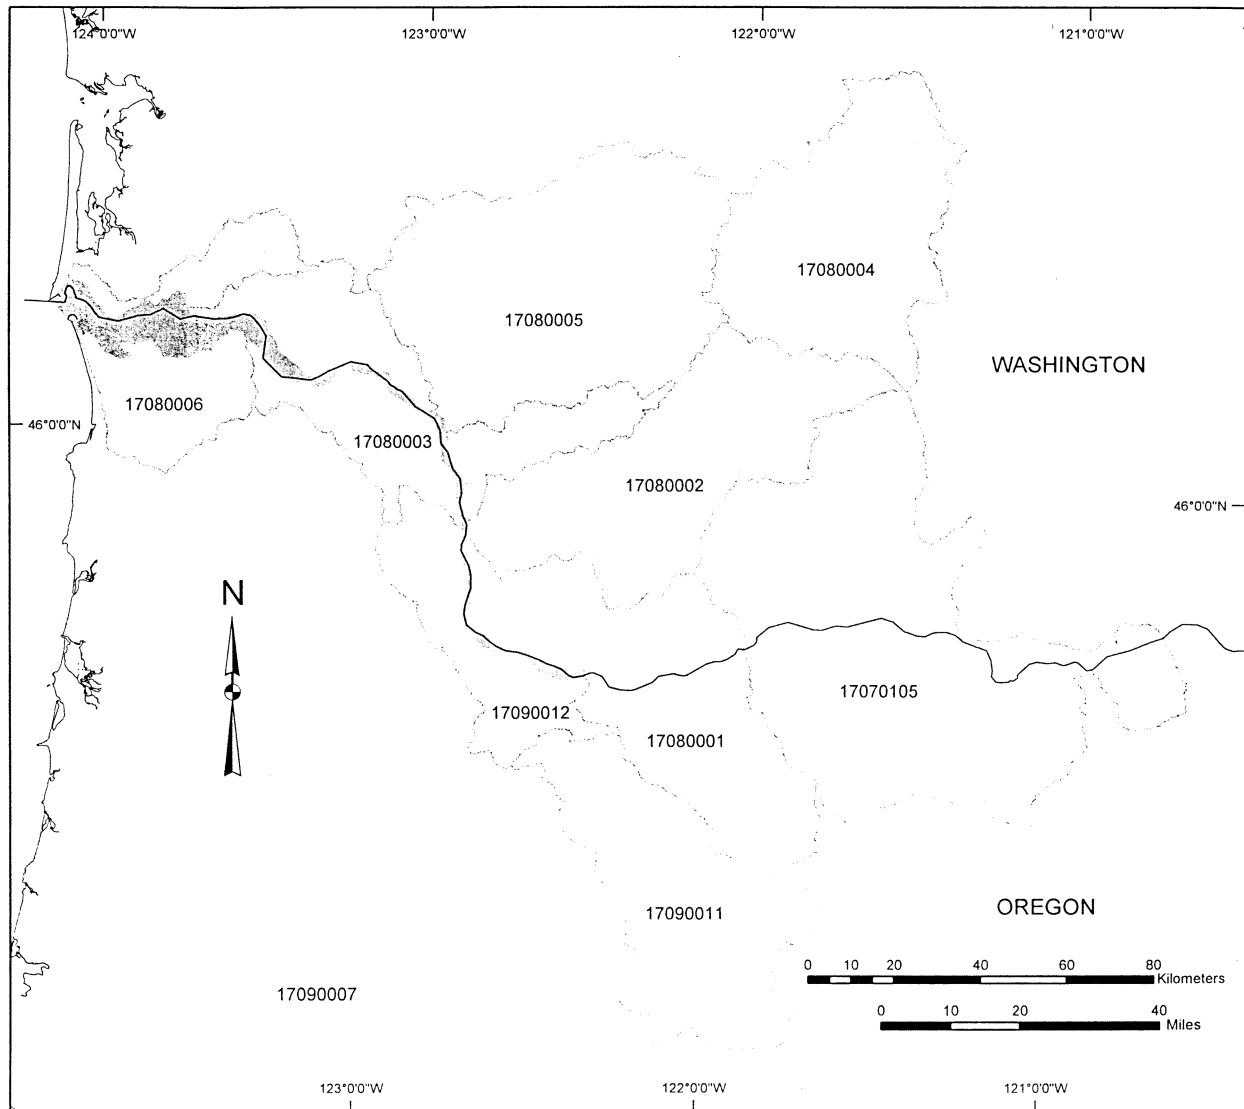 124°0'0"W 123°0'0"W 122°0'0"W 121°0'0"W
17080004
17080005
WASHINGTON
17080006
46°0'0"N
17080003
17080002
46°0'0"N
N
17070105
17090012
17080001
17090011
OREGON
0 10 20 40 60 80
Kilometers
17090007
0 10 20 40
Miles
123°0'0"W 122°0'0"W 121°0'0"W